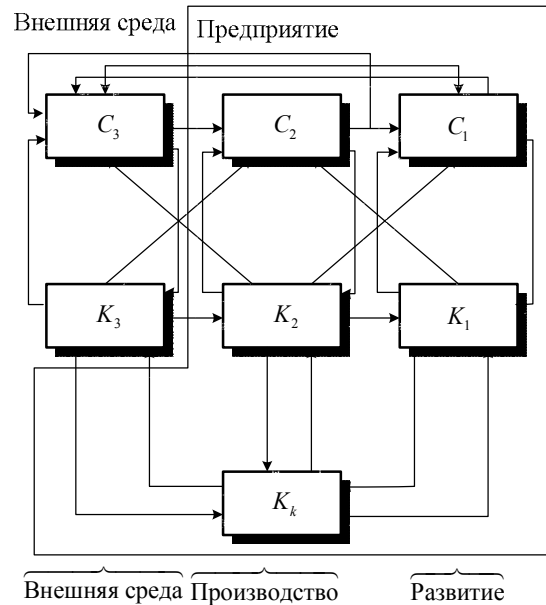 Внешняя среда
Предприятие
C₃
C₂
C₁
K₃
K₂
K₁
Kₖ
Внешняя среда
Производство
Развитие